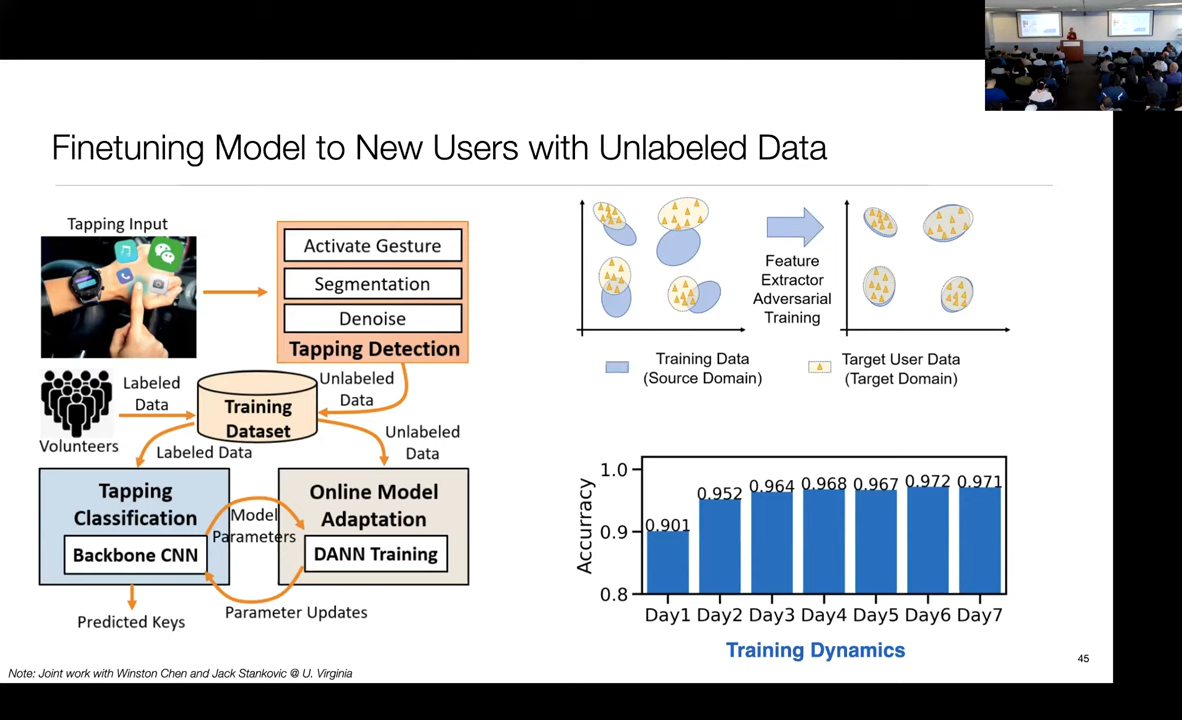 Finetuning Model to New Users with Unlabeled Data
Tapping Input
Activate Gesture
Segmentation
Denoise
Tapping Detection
Volunteers
Labeled
Data
Training
Dataset
Unlabeled
Data
Labeled Data
Unlabeled
Data
Tapping
Classification
Backbone CNN
Model
Parameters
Online Model
Adaptation
DANN Training
Parameter Updates
Predicted Keys
Feature
Extractor
Adversarial
Training
Training Data
(Source Domain)
Target User Data
(Target Domain)
Accurracy
1.0
0.9
0.8
0.901
0.952
0.964
0.968
0.967
0.972
0.971
Day1 Day2 Day3 Day4 Day5 Day6 Day7
Training Dynamics
45
Note: Joint work with Winston Chen and Jack Stankovic @ U. Virginia